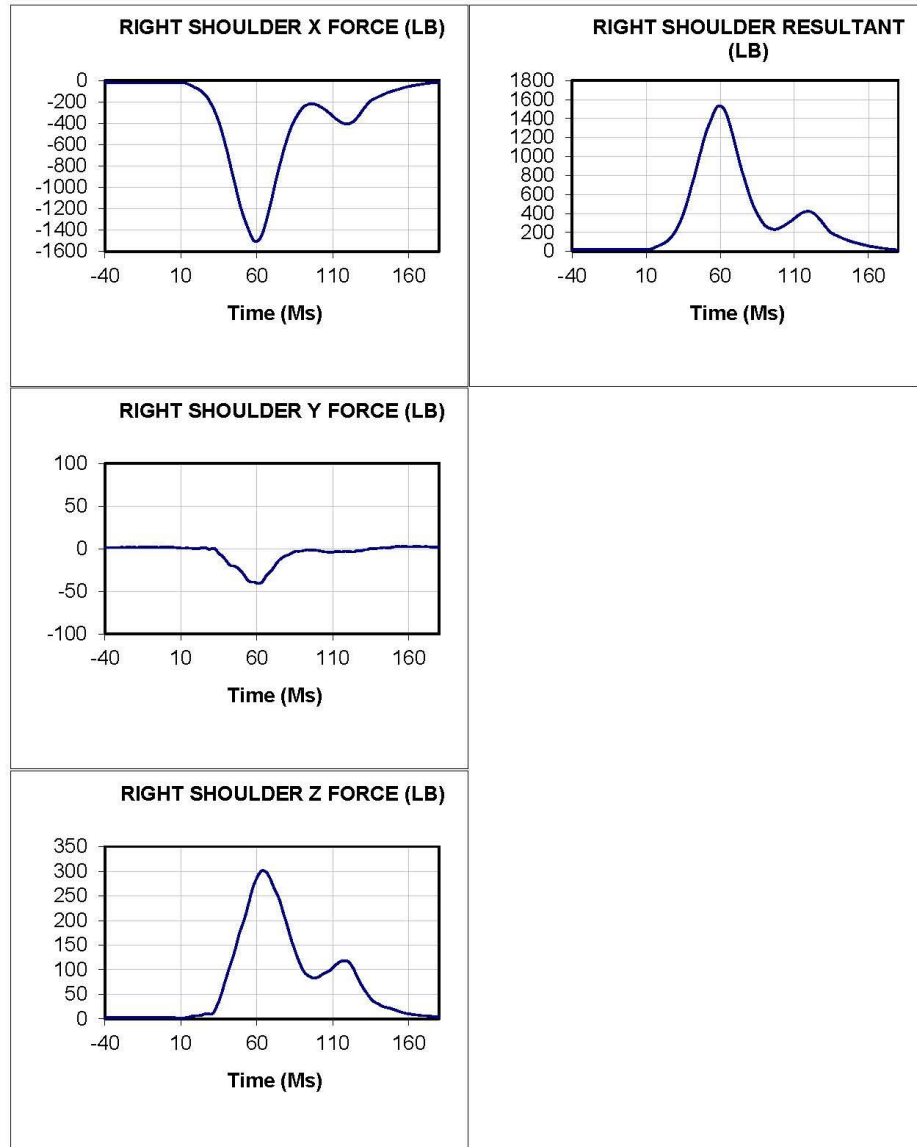 RIGHT SHOULDER X FORCE (LB)
0
-200
-400
-600
-800
-1000
-1200
-1400
-1600
-40 10 60 110 160
Time (Ms)
RIGHT SHOULDER RESULTANT
(LB)
1800
1600
1400
1200
1000
800
600
400
200
0
-40 10 60 110 160
Time (Ms)
RIGHT SHOULDER Y FORCE (LB)
100
50
0
-50
-100
-40 10 60 110 160
Time (Ms)
RIGHT SHOULDER Z FORCE (LB)
350
300
250
200
150
100
50
0
-40 10 60 110 160
Time (Ms)